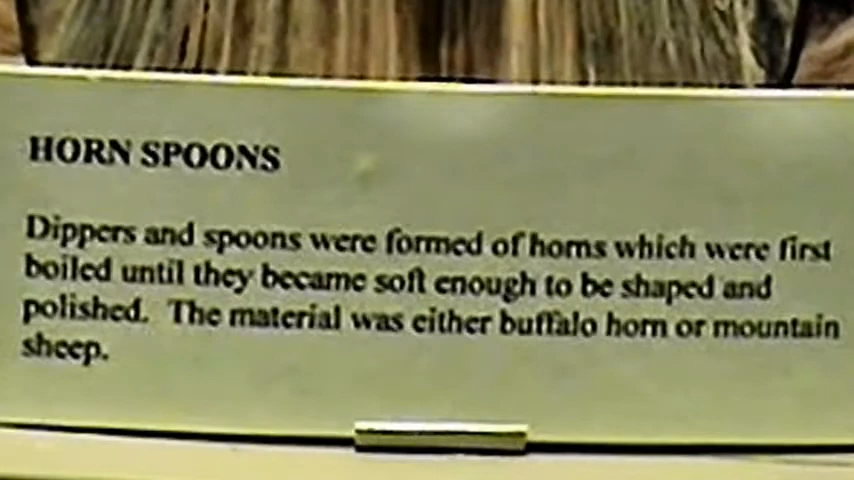 HORN SPOONS
Dippers and spoons were formed of horns which were first
boiled until they became soft enough to be shaped and
polished. The material was either buffalo horn or mountain
sheep.